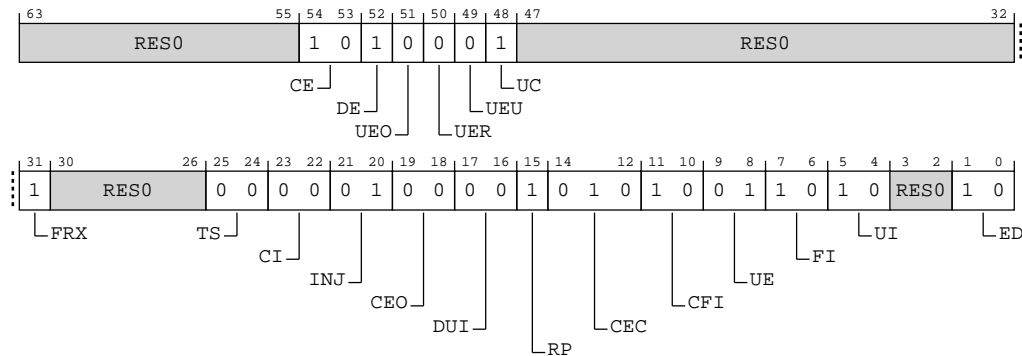 63 55 54 53 52 51 50 49 48 47 32
RES0 1 0 1 0 0 0 1 RES0
CE UC
DE UEU
UEO UER
31 30 26 25 24 23 22 21 20 19 18 17 16 15 14 12 11 10 9 8 7 6 5 4 3 2 1 0
1 RES0 0 0 0 0 0 1 0 0 0 0 1 0 1 0 1 0 0 1 1 0 1 0 RES0 1 0
FRX TS UI ED
CI FI
INJ UE
CEO CFI
DUI CEC
RP